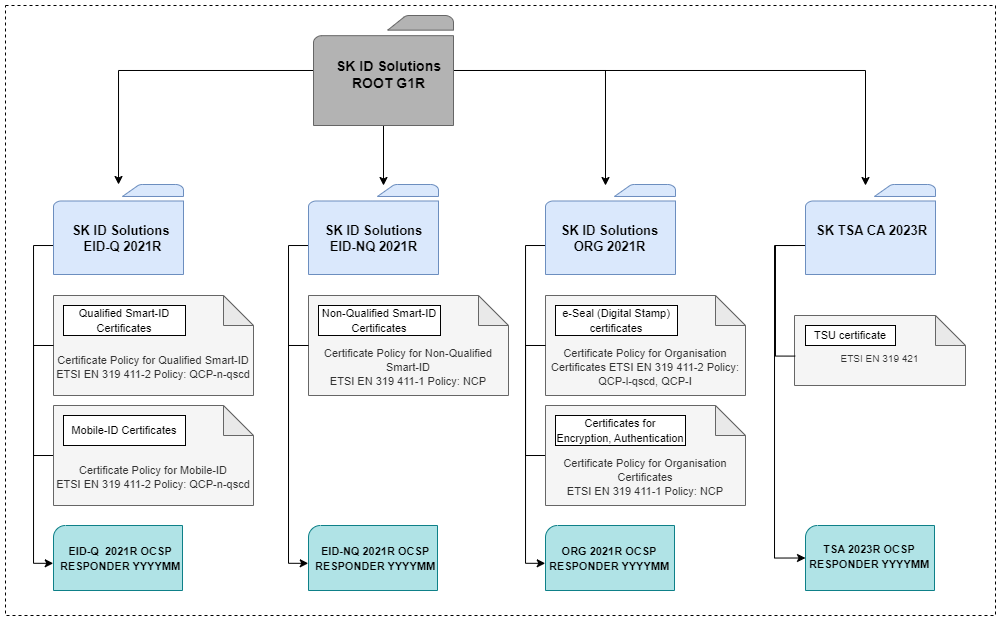 SK ID Solutions
ROOT G1R
SK ID Solutions
EID-Q 2021R
SK ID Solutions
EID-NQ 2021R
SK ID Solutions
ORG 2021R
SK TSA CA 2023R
Qualified Smart-ID
Certificates
Certificate Policy for Qualified Smart-ID
ETSI EN 319 411-2 Policy: QCP-n-qscd
Non-Qualified Smart-ID
Certificates
Certificate Policy for Non-Qualified
Smart-ID
ETSI EN 319 411-1 Policy: NCP
e-Seal (Digital Stamp)
certificates
Certificate Policy for Organisation
Certificates ETSI EN 319 411-2 Policy:
QCP-l-qscd, QCP-l
TSU certificate
ETSI EN 319 421
Mobile-ID Certificates
Certificate Policy for Mobile-ID
ETSI EN 319 411-2 Policy: QCP-n-qscd
Certificates for
Encryption, Authentication
Certificate Policy for Organisation
Certificates
ETSI EN 319 411-1 Policy: NCP
EID-Q 2021R OCSP
RESPONDER YYYYMM
EID-NQ 2021R OCSP
RESPONDER YYYYMM
ORG 2021R OCSP
RESPONDER YYYYMM
TSA 2023R OCSP
RESPONDER YYYYMM